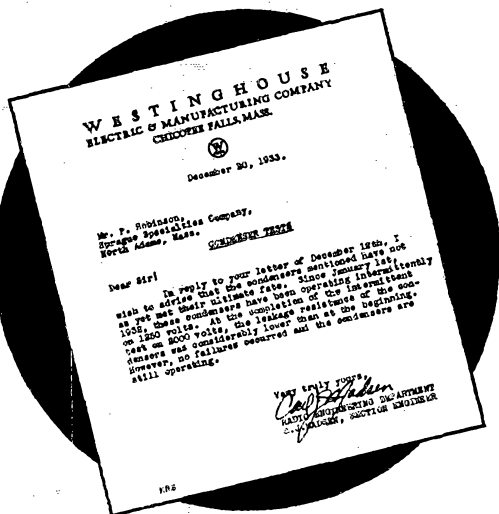 WESTINGHOUSE
ELECTRIC & MANUFACTURING COMPANY
CHICOPEE FALLS, MASS.
W
December 20, 1933.
Mr. P. Robinson,
Sprague Specialties Company,
North Adams, Mass.
CONDENSER TESTS
Dear Sir:
In reply to your letter of December 18th, I
wish to advise that the condensers mentioned have not
as yet met their ultimate fate. Since January 1st,
1932, these condensers have been operating intermittently
on 1250 volts. At the completion of the intermittent
test on 2000 volts, the leakage resistance of the con-
densers was considerably lower than at the beginning.
However, no failures occurred and the condensers are
still operating.
Very truly yours,
RADIO ENGINEERING DEPARTMENT
MADSEN, SECTION ENGINEER